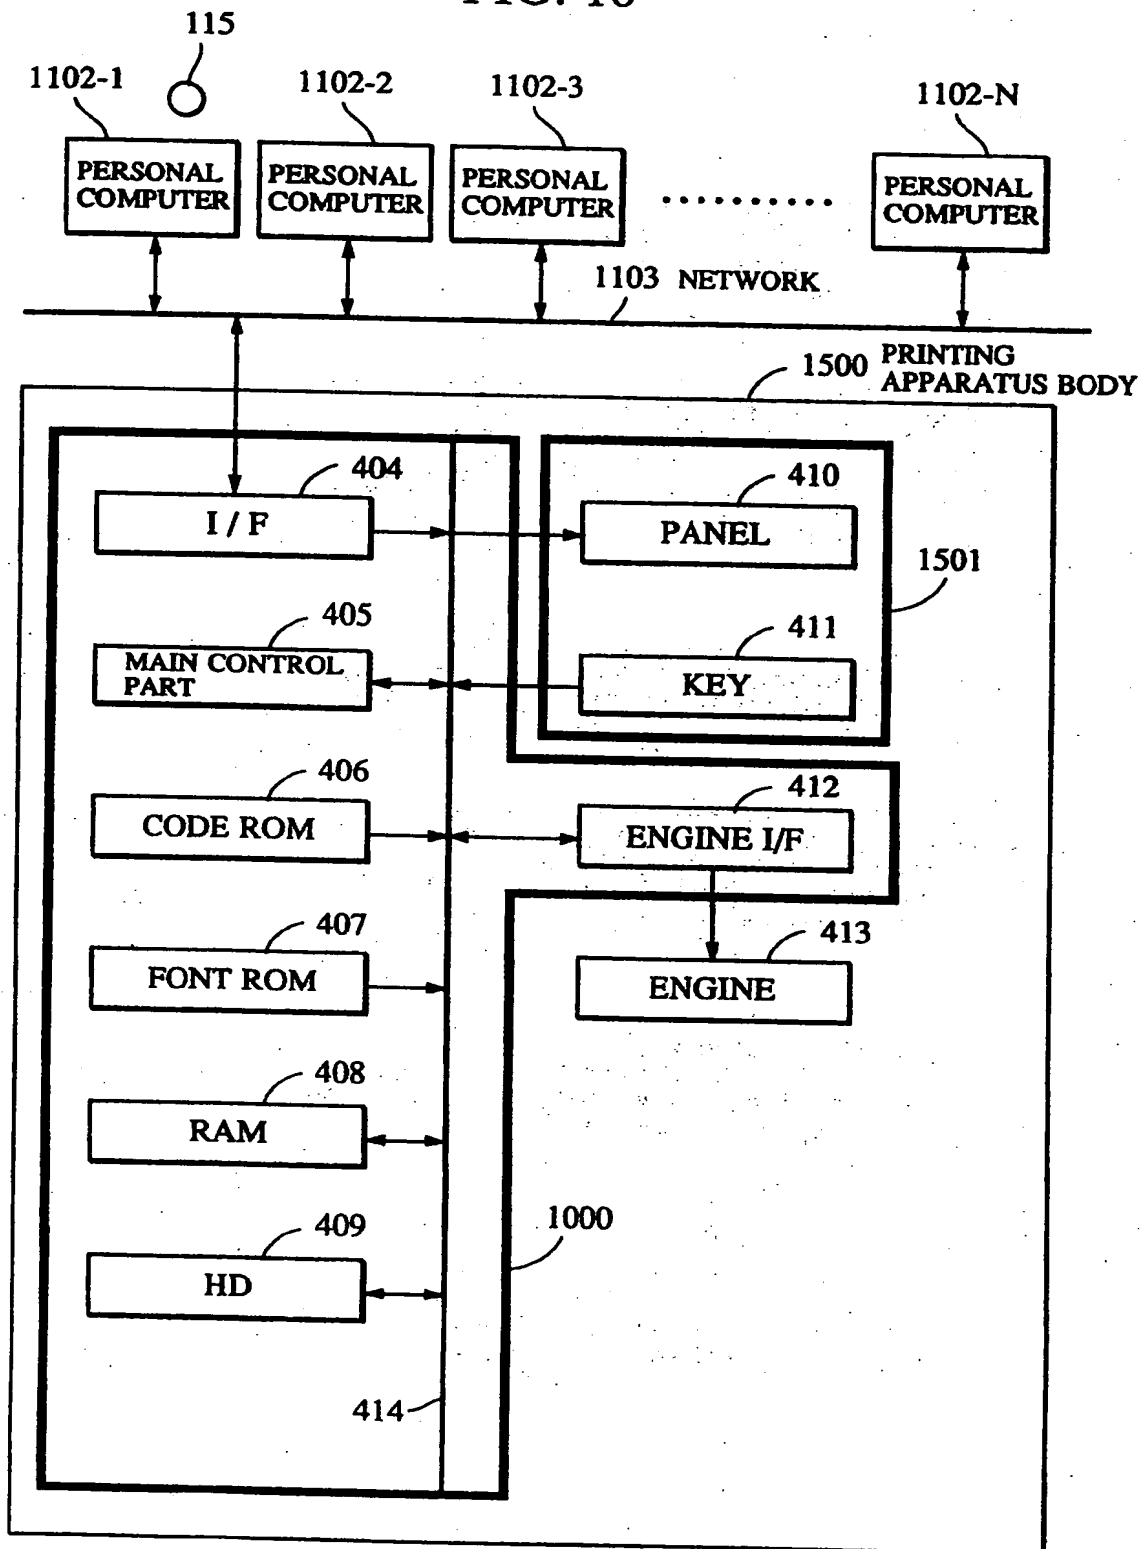 115
1102-1
1102-2
1102-3
1102-N
PERSONAL
COMPUTER
PERSONAL
COMPUTER
PERSONAL
COMPUTER
..........
PERSONAL
COMPUTER
1103 NETWORK
1500 PRINTING
APPARATUS BODY
404
I / F
410
PANEL
1501
405
MAIN CONTROL
PART
411
KEY
406
CODE ROM
412
ENGINE I/F
407
FONT ROM
413
ENGINE
408
RAM
409
HD
1000
414